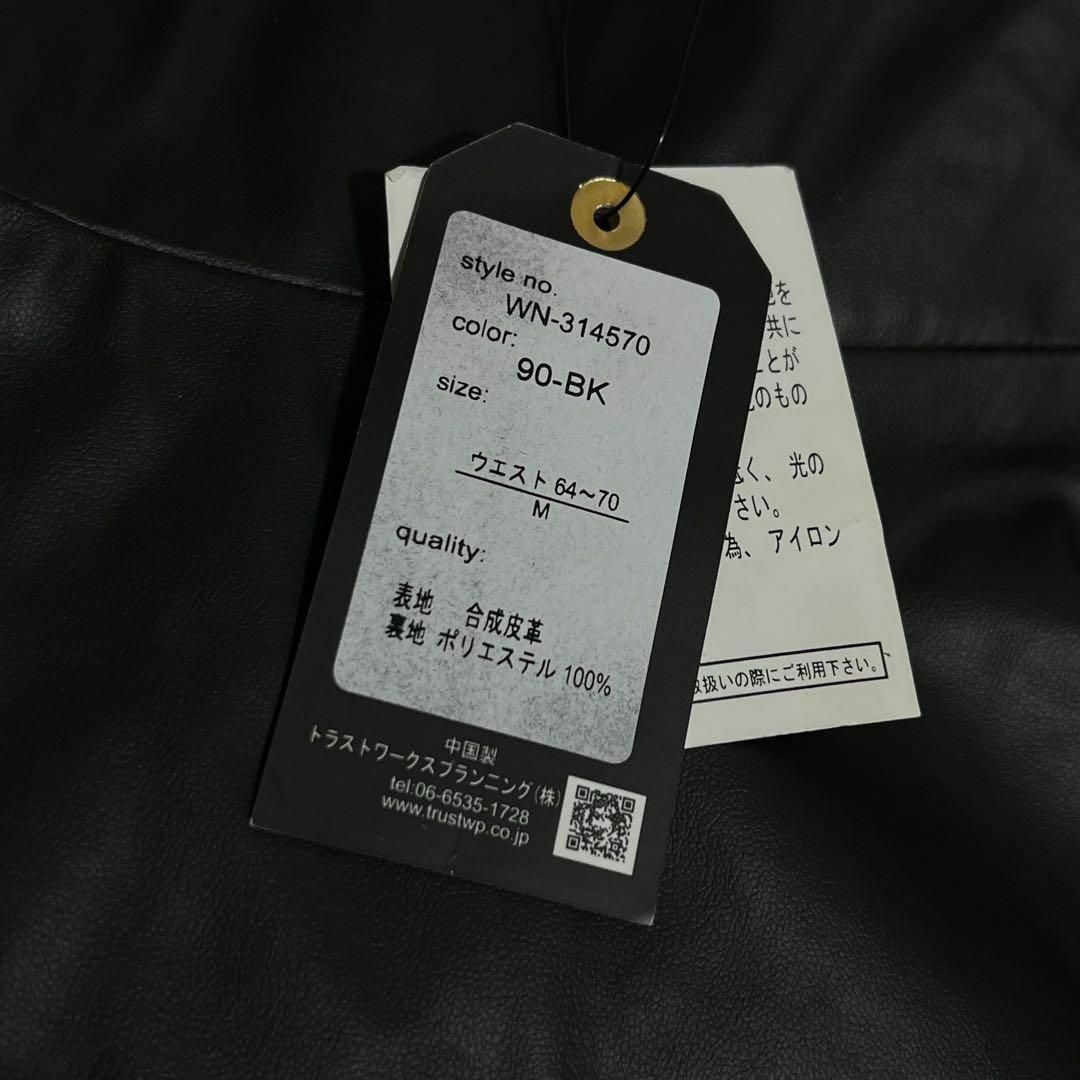 style no.
WN-314570
color:
90-BK
size:
ウエスト 64〜70
M
quality:
表地 合成皮革
裏地 ポリエステル 100%
中国製
トラストワークスプランニング(株)
tel:06-6535-1728
www.trustwp.co.jp
を
共に
ことが
のもの
く、光の
さい。
為、アイロン
扱いの際にご利用下さい。